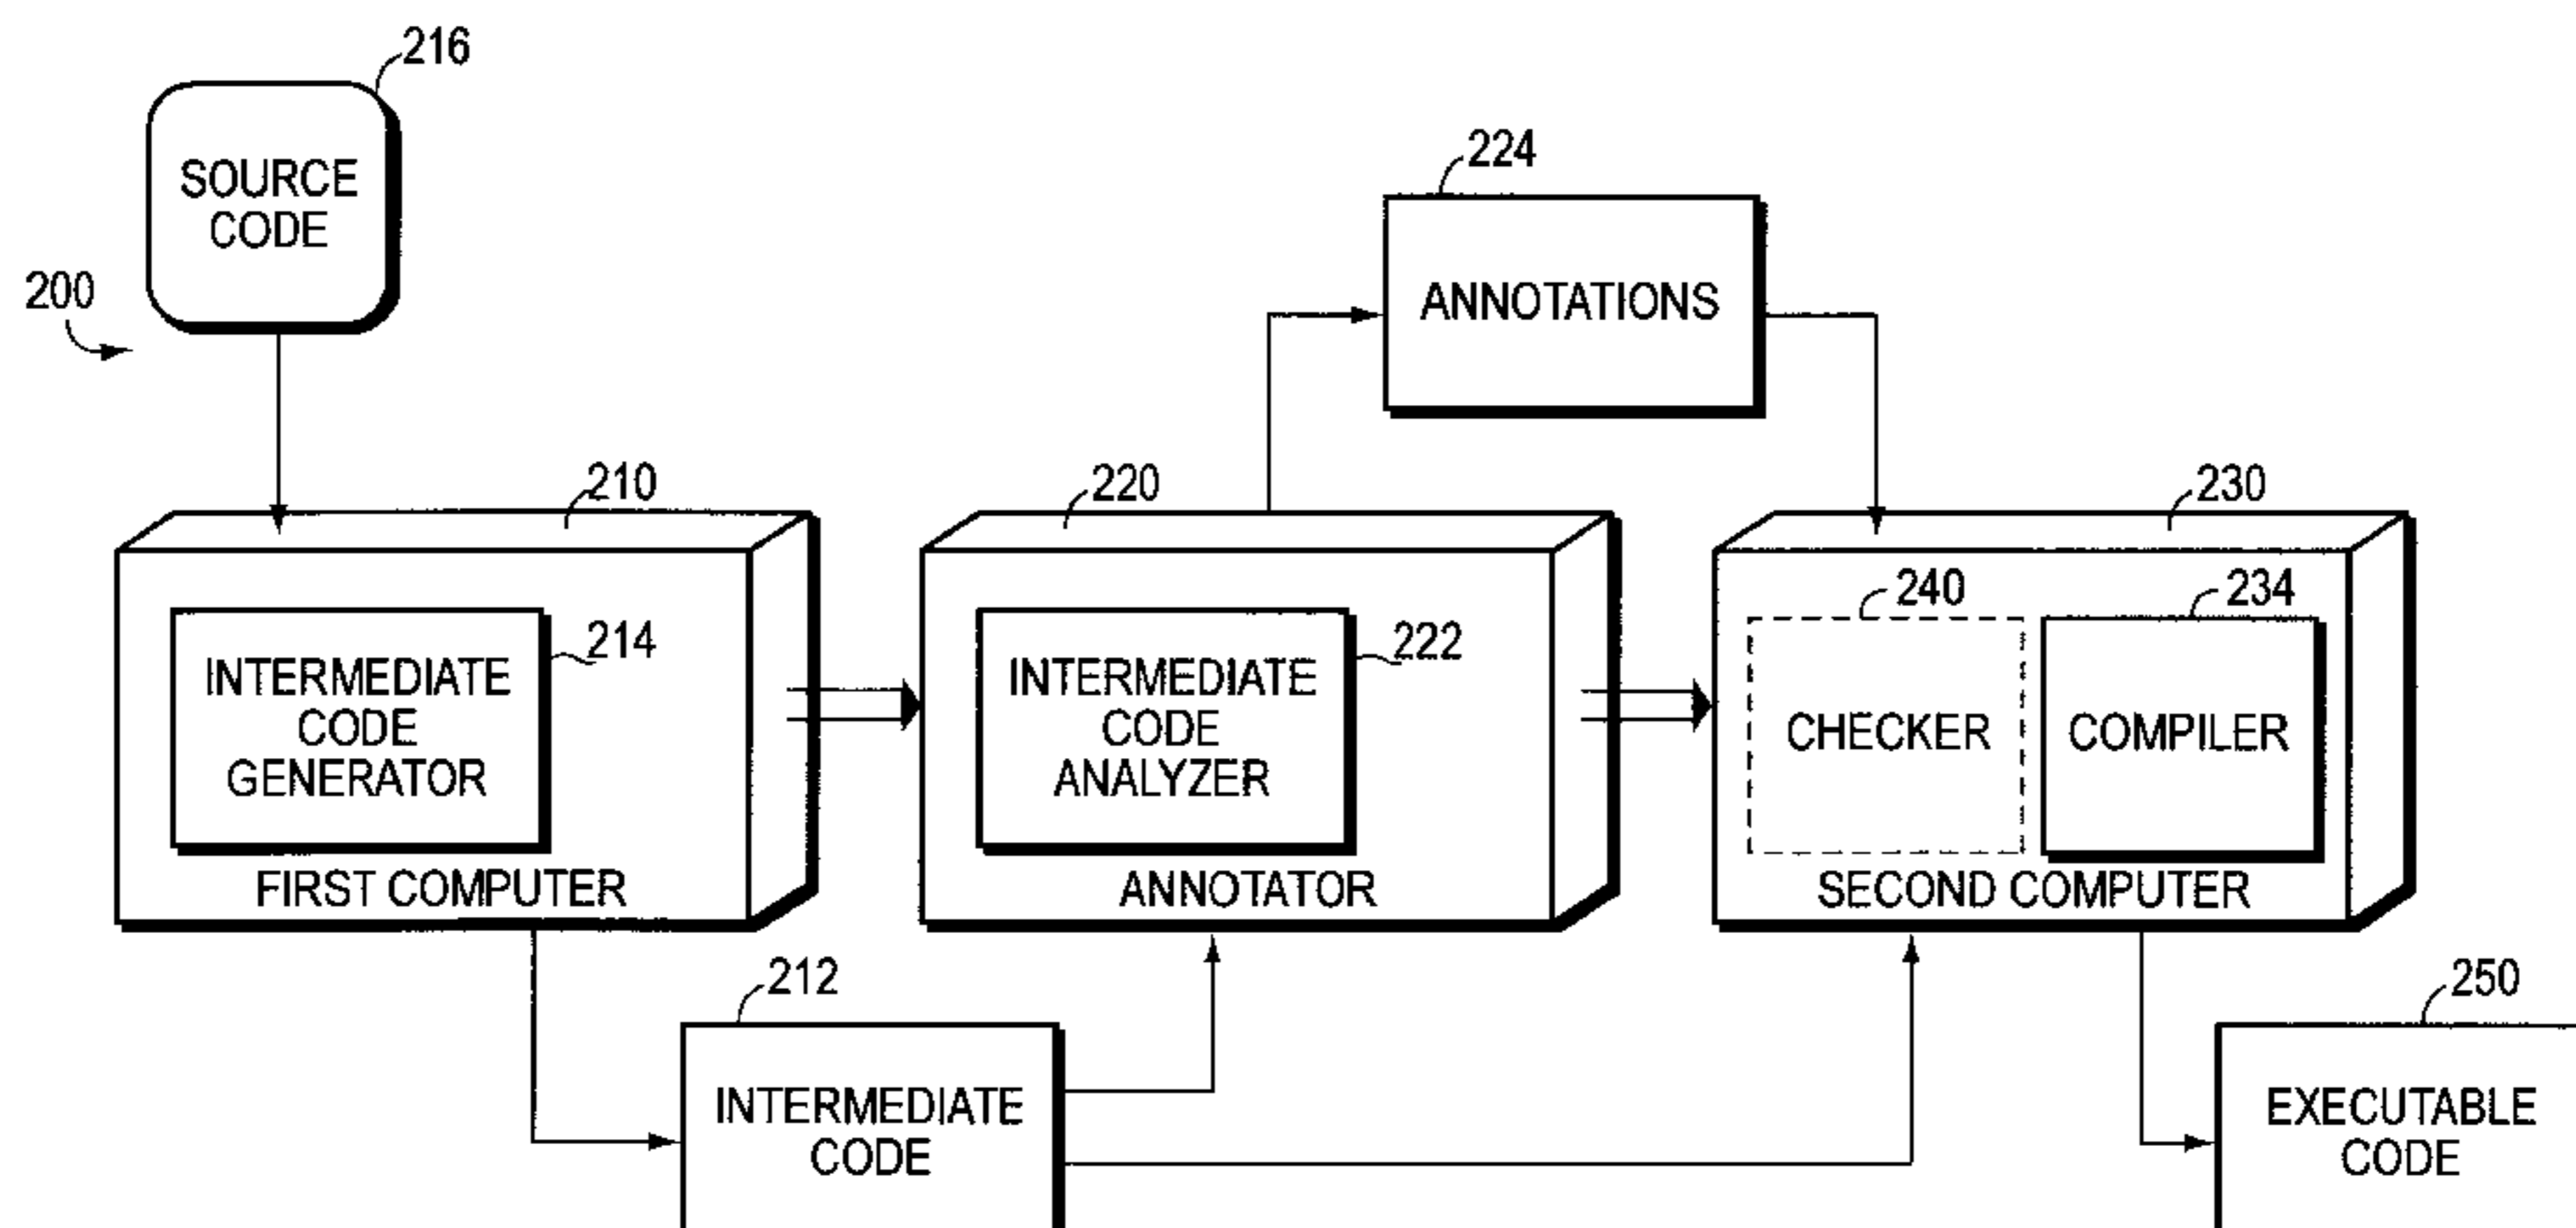 216
SOURCE
CODE
200
224
ANNOTATIONS
210
220
230
INTERMEDIATE
CODE
GENERATOR
214
FIRST COMPUTER
INTERMEDIATE
CODE
ANALYZER
222
ANNOTATOR
240
234
CHECKER
COMPILER
SECOND COMPUTER
212
INTERMEDIATE
CODE
250
EXECUTABLE
CODE